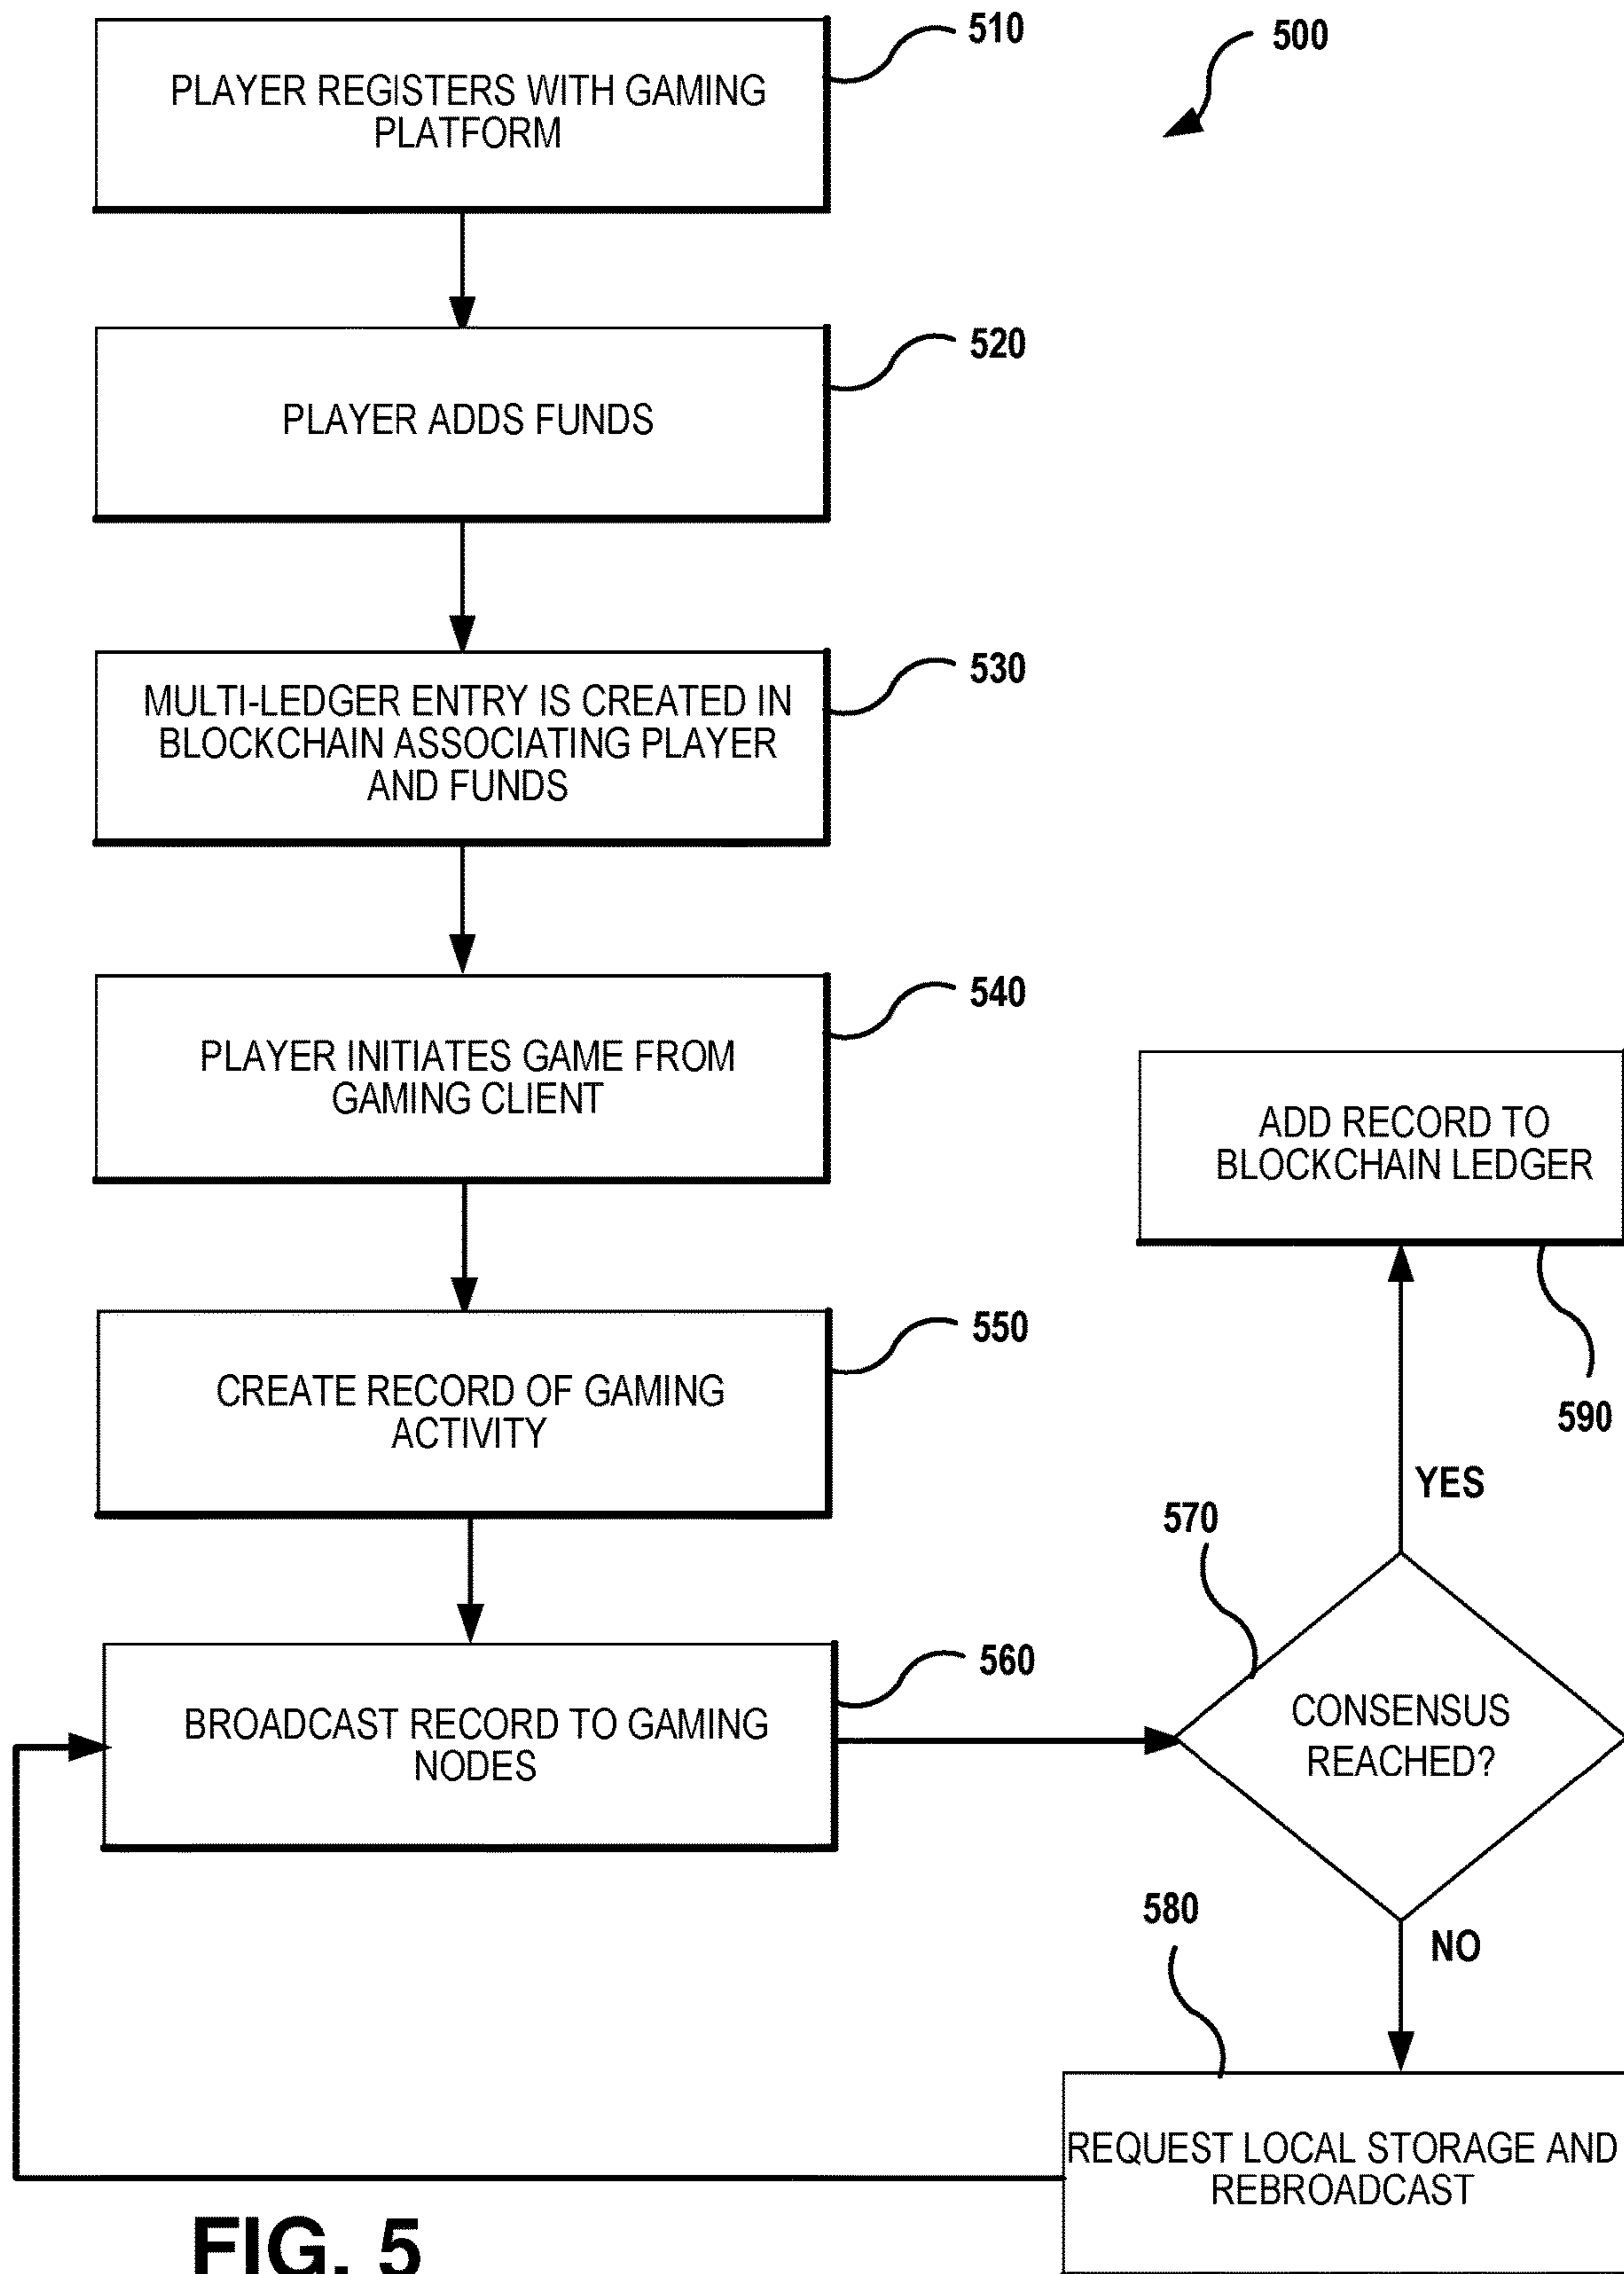 510
500
PLAYER REGISTERS WITH GAMING
PLATFORM
520
PLAYER ADDS FUNDS
530
MULTI-LEDGER ENTRY IS CREATED IN
BLOCKCHAIN ASSOCIATING PLAYER
AND FUNDS
540
PLAYER INITIATES GAME FROM
GAMING CLIENT
ADD RECORD TO
BLOCKCHAIN LEDGER
550
CREATE RECORD OF GAMING
ACTIVITY
590
YES
570
560
BROADCAST RECORD TO GAMING
NODES
CONSENSUS
REACHED?
580
NO
REQUEST LOCAL STORAGE AND
REBROADCAST
FIG. 5